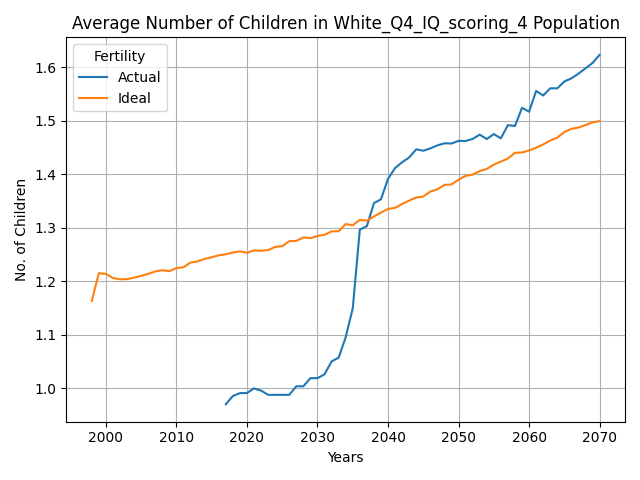 Average Number of Children in White_Q4_IQ_scoring_4 Population
Fertility
Actual
Ideal
No. of Children
1.6
1.5
1.4
1.3
1.2
1.1
1.0
2000 2010 2020 2030 2040 2050 2060 2070
Years